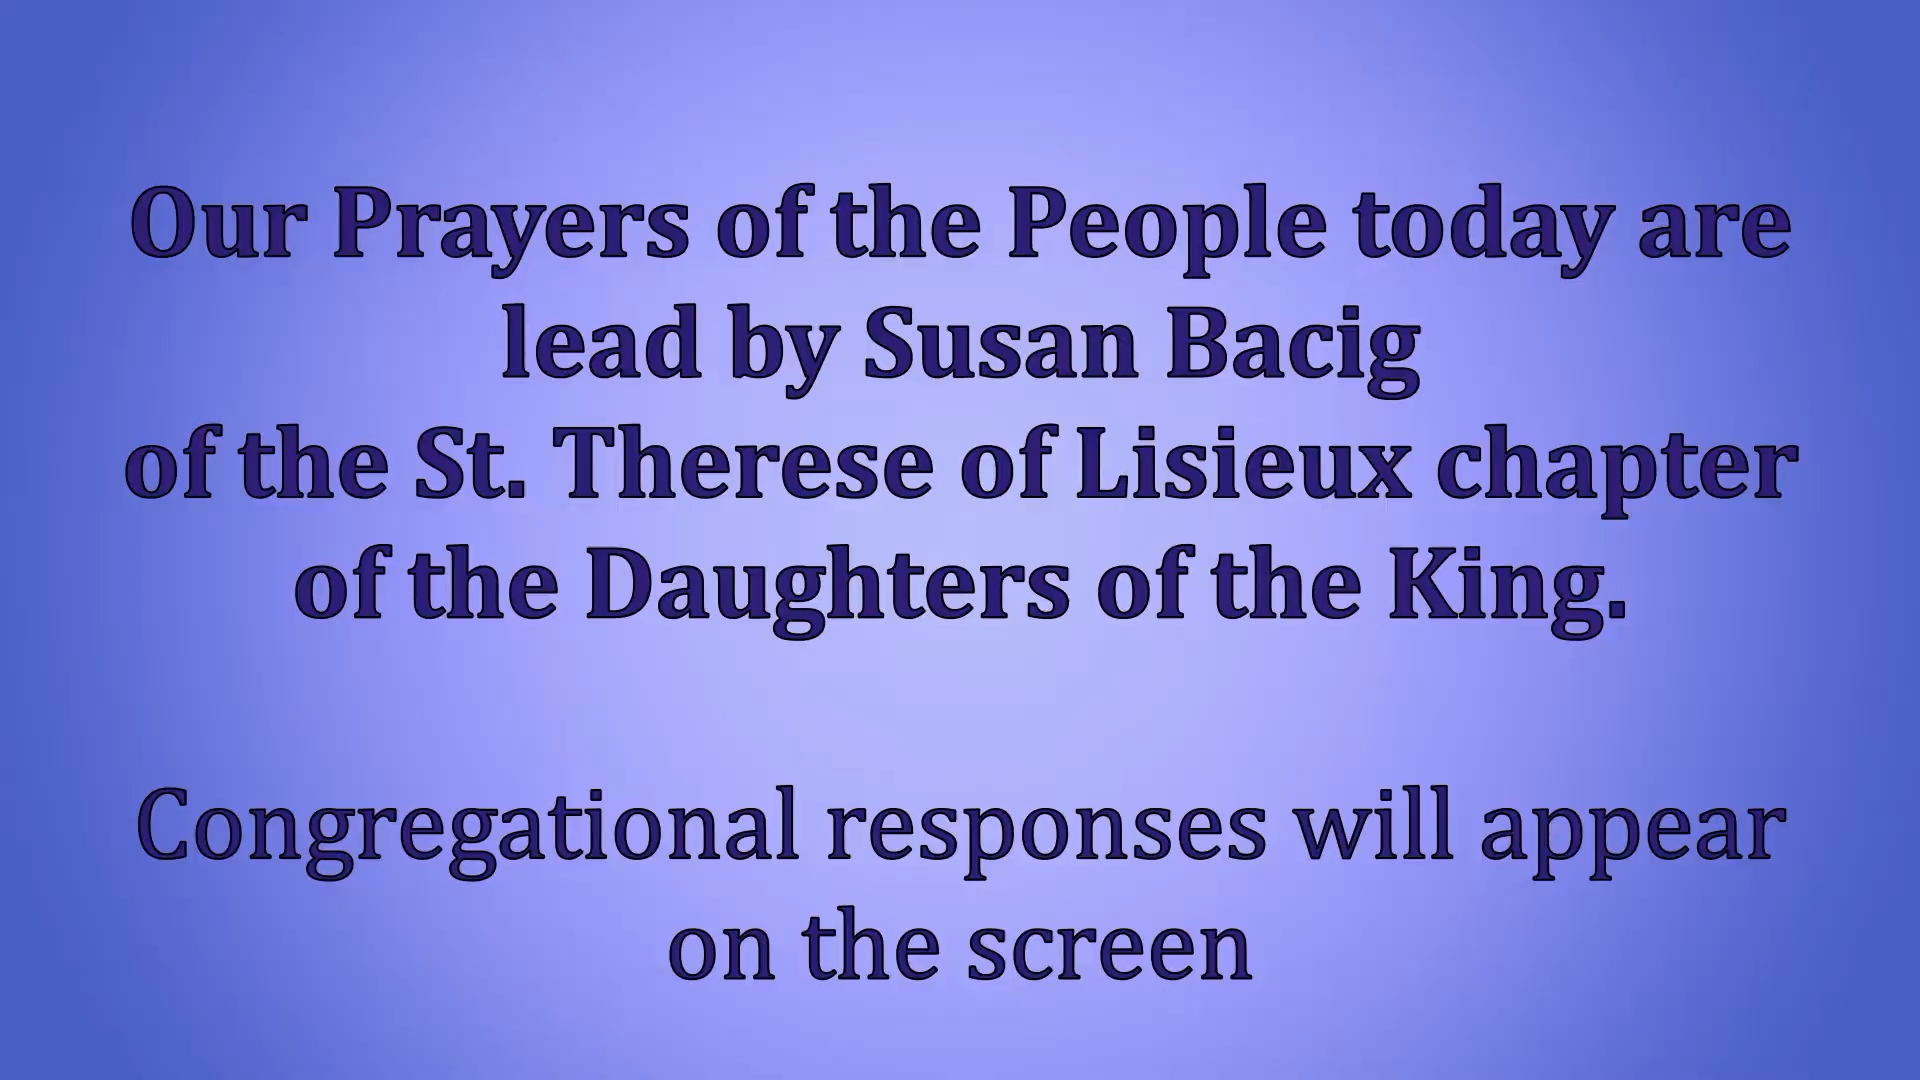 Our Prayers of the People today are
lead by Susan Bacig
of the St. Therese of Lisieux chapter
of the Daughters of the King.
Congregational responses will appear
on the screen